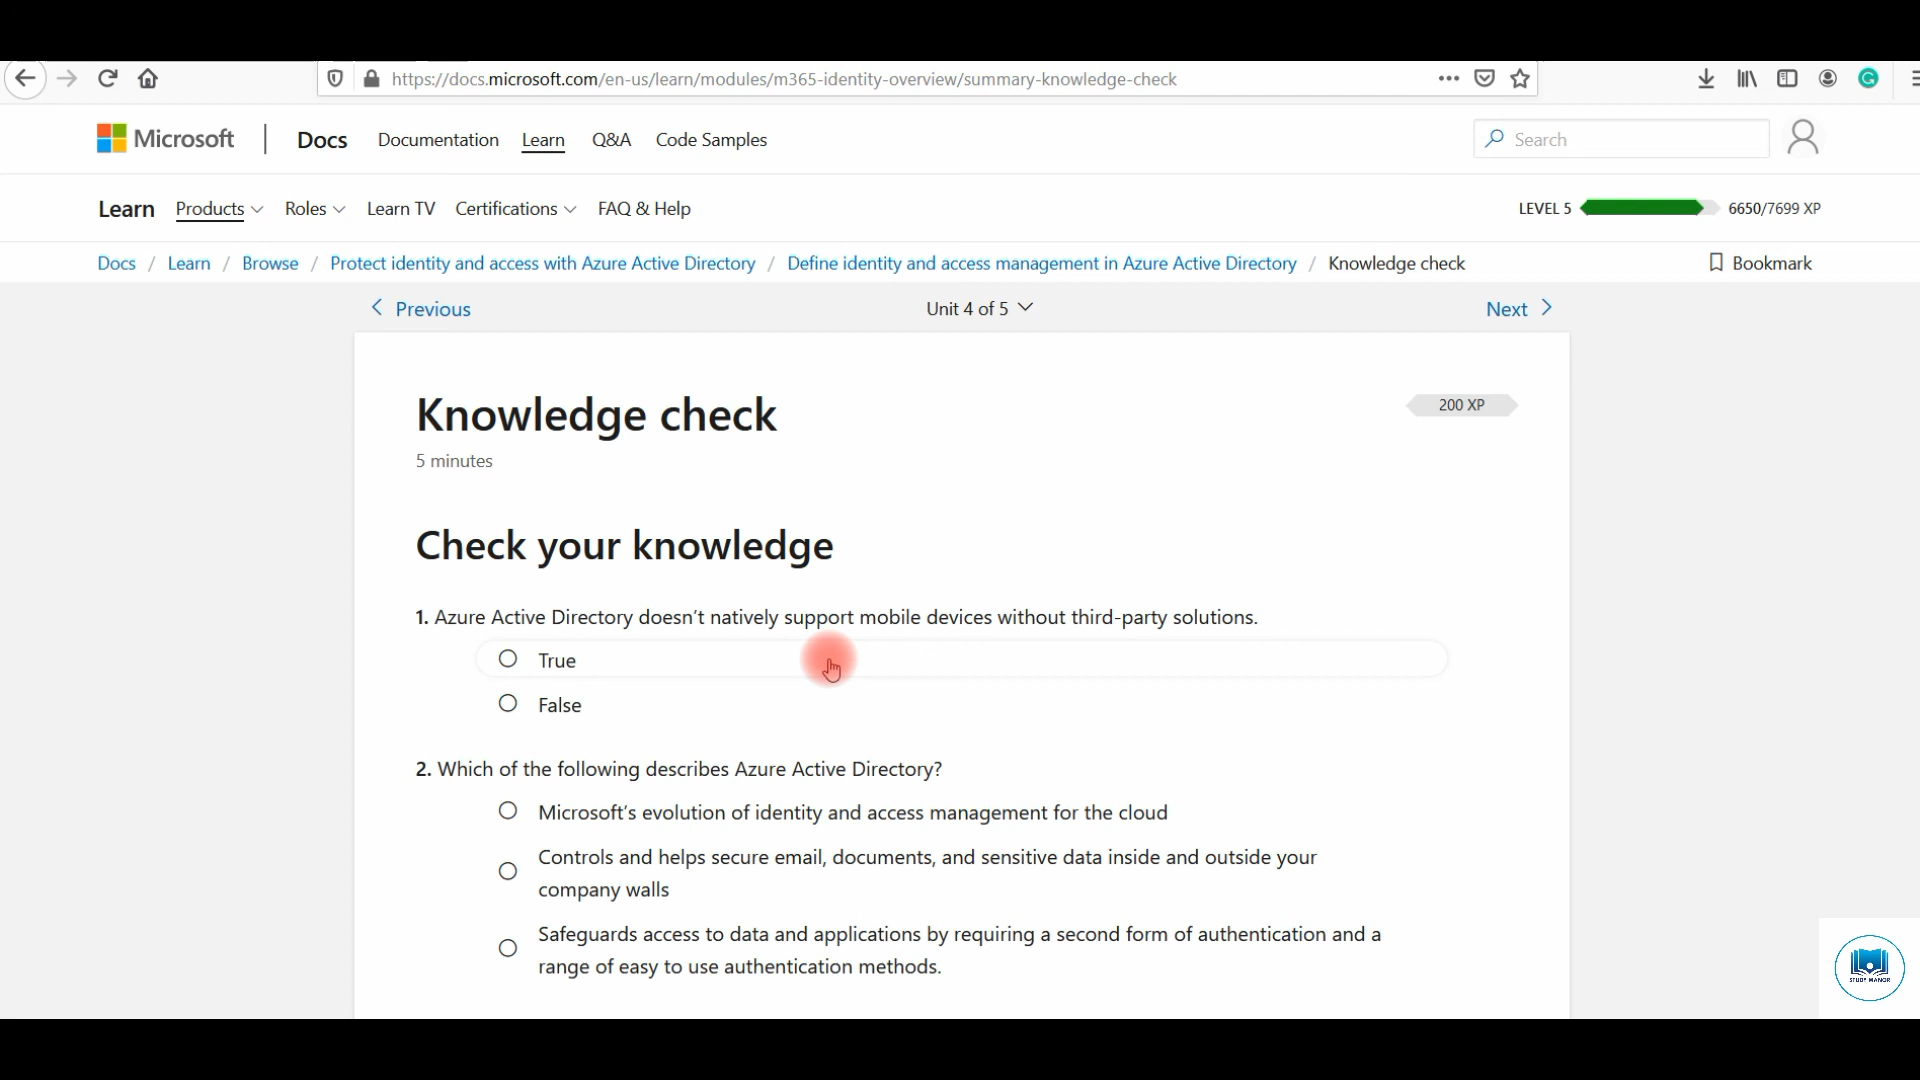 https://docs.microsoft.com/en-us/learn/modules/m365-identity-overview/summary-knowledge-check
Microsoft Docs Documentation Learn Q&A Code Samples Search
Learn Products Roles Learn TV Certifications FAQ & Help LEVEL 5 6650/7699 XP
Docs / Learn / Browse / Protect identity and access with Azure Active Directory / Define identity and access management in Azure Active Directory / Knowledge check Bookmark
Previous Unit 4 of 5 Next
Knowledge check 200 XP
5 minutes
Check your knowledge
1. Azure Active Directory doesn't natively support mobile devices without third-party solutions.
True
False
2. Which of the following describes Azure Active Directory?
Microsoft's evolution of identity and access management for the cloud
Controls and helps secure email, documents, and sensitive data inside and outside your
company walls
Safeguards access to data and applications by requiring a second form of authentication and a
range of easy to use authentication methods.
STUDY MANOR